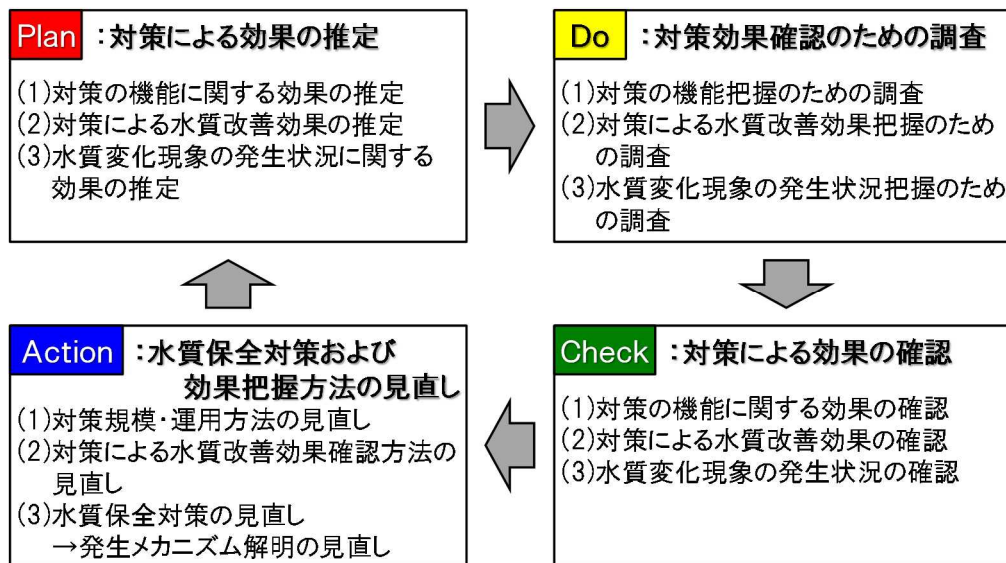 Plan :対策による効果の推定
(1)対策の機能に関する効果の推定
(2)対策による水質改善効果の推定
(3)水質変化現象の発生状況に関する
効果の推定
Do :対策効果確認のための調査
(1)対策の機能把握のための調査
(2)対策による水質改善効果把握のため
の調査
(3)水質変化現象の発生状況把握のため
の調査
Action :水質保全対策および
効果把握方法の見直し
(1)対策規模・運用方法の見直し
(2)対策による水質改善効果確認方法の
見直し
(3)水質保全対策の見直し
→発生メカニズム解明の見直し
Check :対策による効果の確認
(1)対策の機能に関する効果の確認
(2)対策による水質改善効果の確認
(3)水質変化現象の発生状況の確認